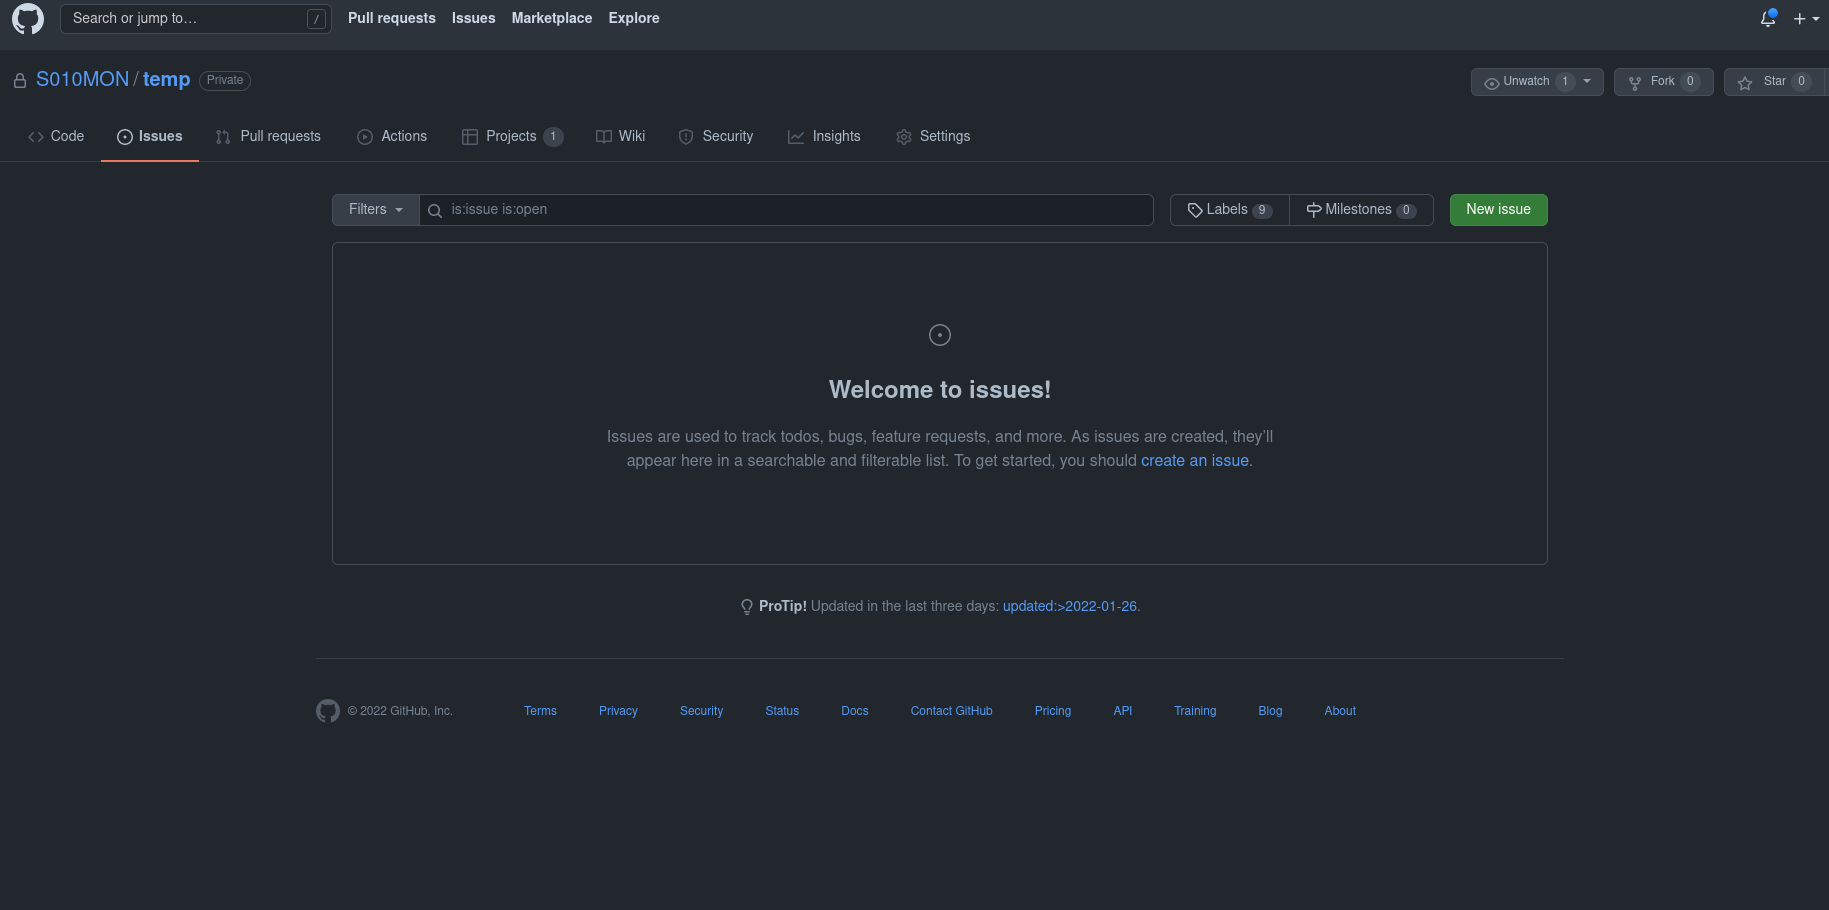 Search or jump to… /
Pull requests Issues Marketplace Explore
S010MON / temp Private
Unwatch 1 Fork 0 Star 0
Code Issues Pull requests Actions Projects 1 Wiki Security Insights Settings
Filters is:issue is:open Labels 9 Milestones 0 New issue
Welcome to issues!
Issues are used to track todos, bugs, feature requests, and more. As issues are created, they’ll
appear here in a searchable and filterable list. To get started, you should create an issue.
ProTip! Updated in the last three days: updated:>2022-01-26.
© 2022 GitHub, Inc. Terms Privacy Security Status Docs Contact GitHub Pricing API Training Blog About